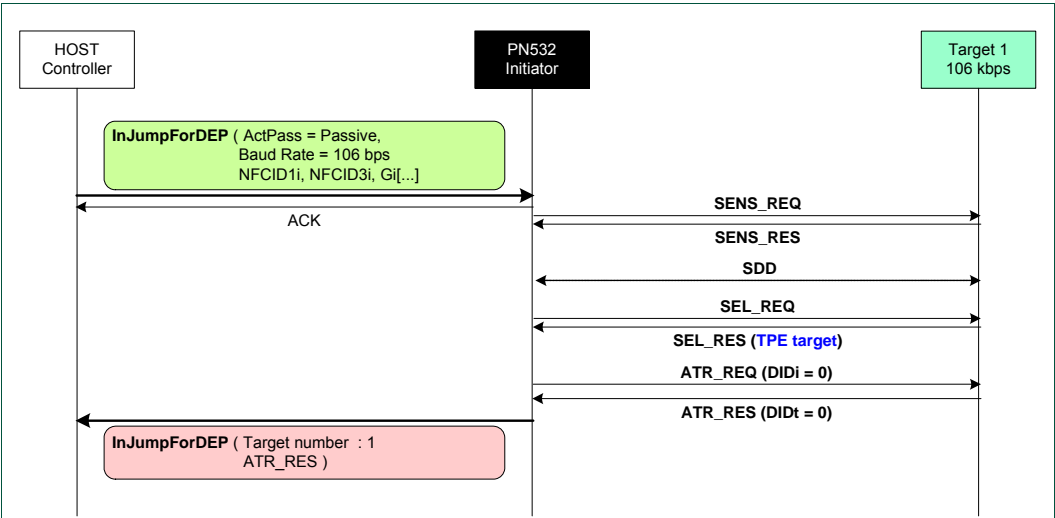 HOST
Controller
PN532
Initiator
Target 1
106 kbps
InJumpForDEP ( ActPass = Passive,
Baud Rate = 106 bps
NFCID1i, NFCID3i, Gi[...]
ACK
SENS_REQ
SENS_RES
SDD
SEL_REQ
SEL_RES (TPE target)
ATR_REQ (DIDi = 0)
ATR_RES (DIDt = 0)
InJumpForDEP ( Target number : 1
ATR_RES )